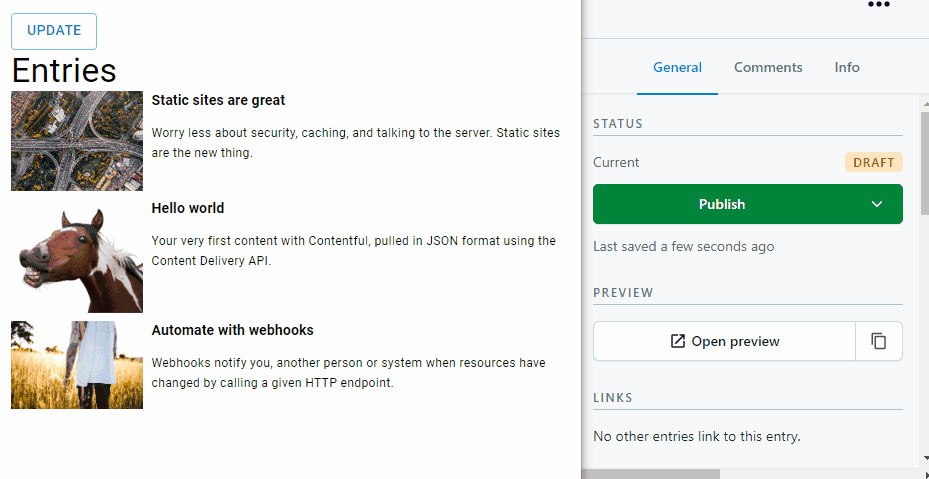 UPDATE
Entries
Static sites are great
Worry less about security, caching, and talking to the server. Static sites
are the new thing.
Hello world
Your very first content with Contentful, pulled in JSON format using the
Content Delivery API.
Automate with webhooks
Webhooks notify you, another person or system when resources have
changed by calling a given HTTP endpoint.
General Comments Info
STATUS
Current DRAFT
Publish
Last saved a few seconds ago
PREVIEW
Open preview
LINKS
No other entries link to this entry.